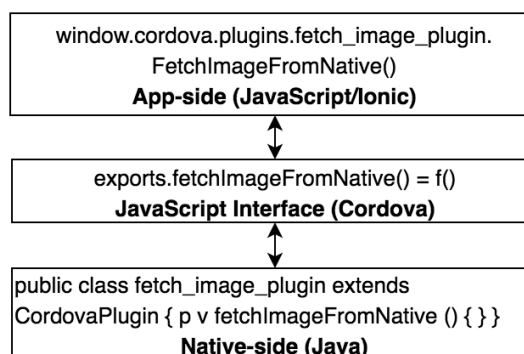 window.cordova.plugins.fetch_image_plugin.
FetchImageFromNative()
App-side (JavaScript/Ionic)
exports.fetchImageFromNative() = f()
JavaScript Interface (Cordova)
public class fetch_image_plugin extends
CordovaPlugin { p v fetchImageFromNative () { } }
Native-side (Java)